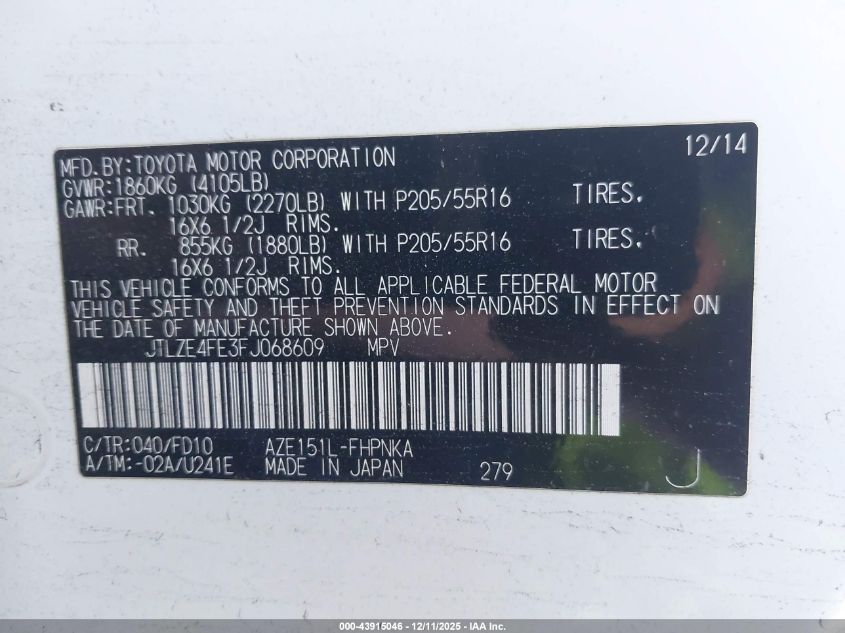 12/14
MFD.BY:TOYOTA MOTOR CORPORATION
GVWR:1860KG (4105LB)
GAWR:FRT. 1030KG (2270LB) WITH P205/55R16 TIRES.
16X6 1/2J RIMS.
RR. 855KG (1880LB) WITH P205/55R16 TIRES.
16X6 1/2J RIMS.
THIS VEHICLE CONFORMS TO ALL APPLICABLE FEDERAL MOTOR
VEHICLE SAFETY AND THEFT PREVENTION STANDARDS IN EFFECT ON
THE DATE OF MANUFACTURE SHOWN ABOVE.
JTLZE4FE3FJ068609 MPV
C/TR:040/FD10 AZE151L-FHPNKA
A/TM:-02A/U241E MADE IN JAPAN 279 J
000-43915046 - 12/11/2025 - IAA Inc.